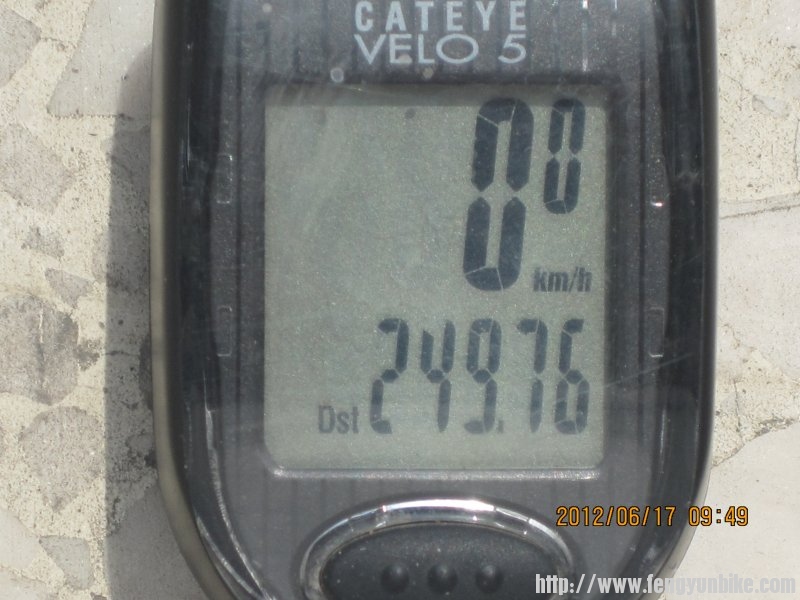 CATEYE
VELO 5
0.0
km/h
Dst 249.76
2012/06/17 09:49
http://www.fengyunbike.com